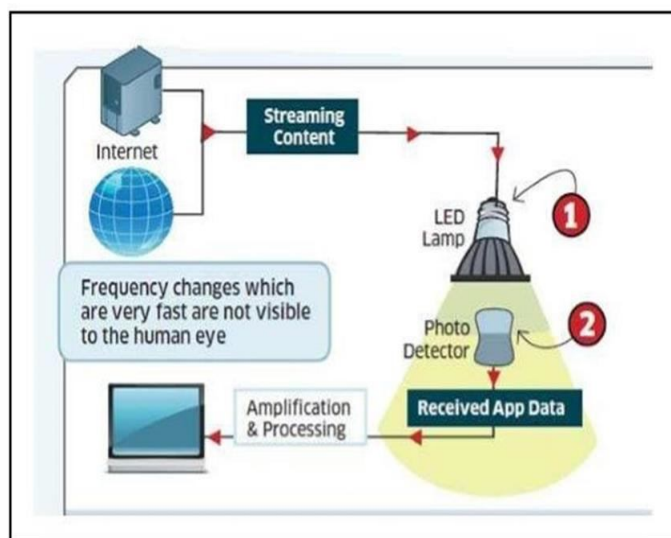 Internet
Streaming
Content
LED
Lamp
1
Frequency changes which
are very fast are not visible
to the human eye
Photo
Detector
2
Amplification
& Processing
Received App Data